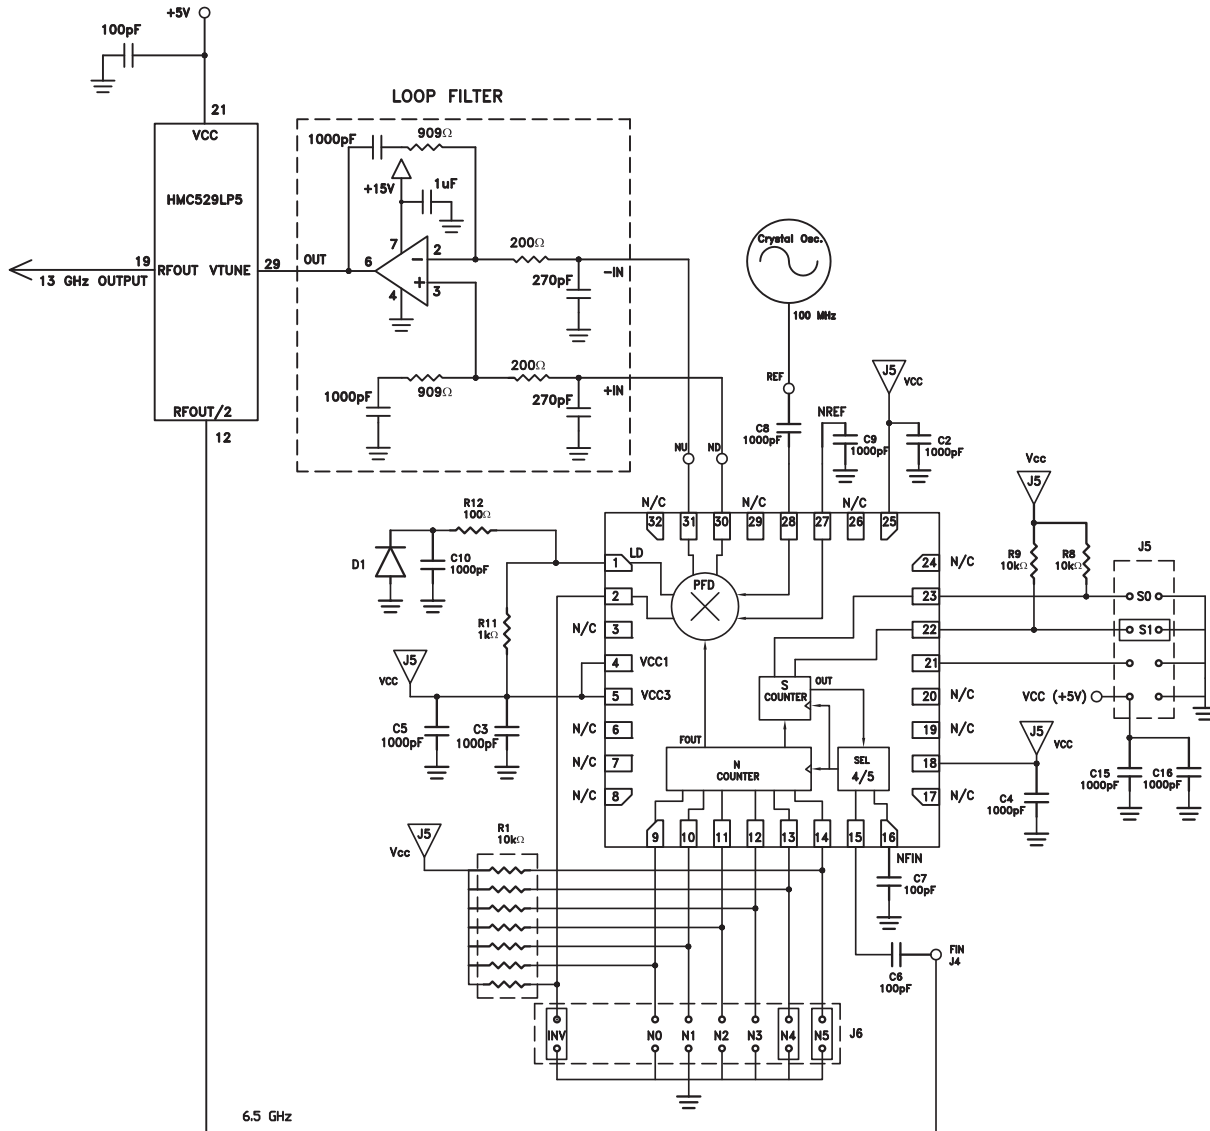 +5V
100pF
21
VCC
HMC529LP5
19
RFOUT VTUNE
29
13 GHz OUTPUT
RFOUT/2
12
LOOP FILTER
1000pF
909Ω
+15V
1uF
OUT
6
7
2
3
4
200Ω
270pF
-IN
200Ω
+IN
909Ω
1000pF
270pF
Crystal Osc.
100 MHz
REF
C8
1000pF
NREF
C9
1000pF
J5
VCC
C2
1000pF
NU
ND
N/C
N/C
N/C
32
31
30
29
28
27
26
25
R12
100Ω
D1
C10
1000pF
R11
1kΩ
J5
VCC
C5
1000pF
C3
1000pF
1
LD
2
N/C
3
4
VCC1
5
VCC3
N/C
6
N/C
7
N/C
8
PFD
S
COUNTER
OUT
FOUT
N
COUNTER
SEL
4/5
24
N/C
23
22
21
20
N/C
19
N/C
18
17
N/C
Vcc
J5
R9
10kΩ
R8
10kΩ
J5
S0
S1
VCC (+5V)
J5
VCC
C4
1000pF
C15
1000pF
C16
1000pF
9
10
11
12
13
14
15
16
NFIN
C7
100pF
J5
Vcc
R1
10kΩ
C6
100pF
FIN
J4
INV
N0
N1
N2
N3
N4
N5
J6
6.5 GHz